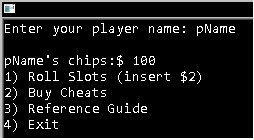 Enter your player name: pName
pName's chips:$ 100
1) Roll Slots (insert $2)
2) Buy Cheats
3) Reference Guide
4) Exit